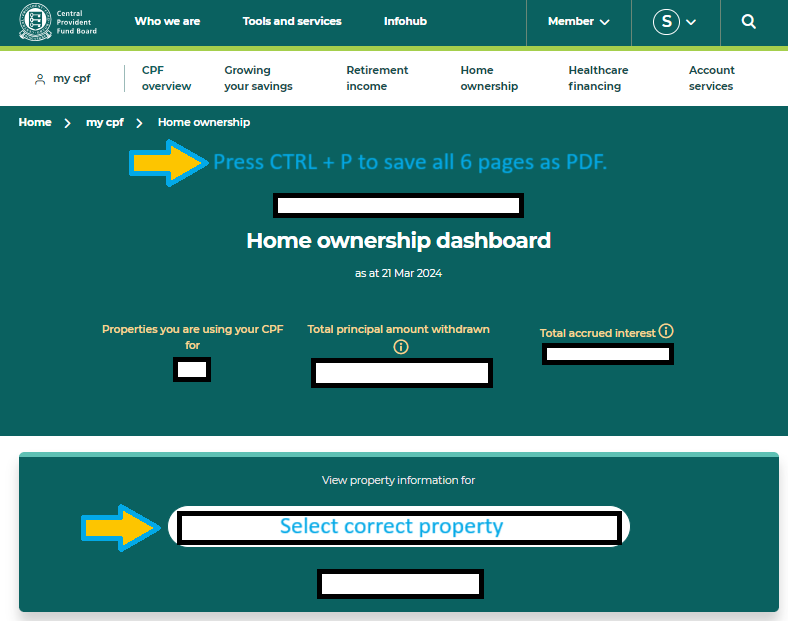 Central
Provident
Fund Board
Who we are
Tools and services
Infohub
Member
S
my cpf
CPF
overview
Growing
your savings
Retirement
income
Home
ownership
Healthcare
financing
Account
services
Home > my cpf > Home ownership
Press CTRL + P to save all 6 pages as PDF.
Home ownership dashboard
as at 21 Mar 2024
Properties you are using your CPF
for
Total principal amount withdrawn
Total accrued interest
View property information for
Select correct property